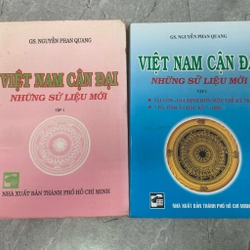 GS. NGUYỄN PHAN QUANG
VIỆT NAM CẬN ĐẠI
NHỮNG SỬ LIỆU MỚI
TẬP 1
NHÀ XUẤT BẢN THÀNH PHỐ HỒ CHÍ MINH
GS. NGUYỄN PHAN QUANG
VIỆT NAM CẬN ĐẠ
NHỮNG SỬ LIỆU MỚI
NHÀ XUẤT BẢN THÀNH PHỐ HỒ CHÍ MINH